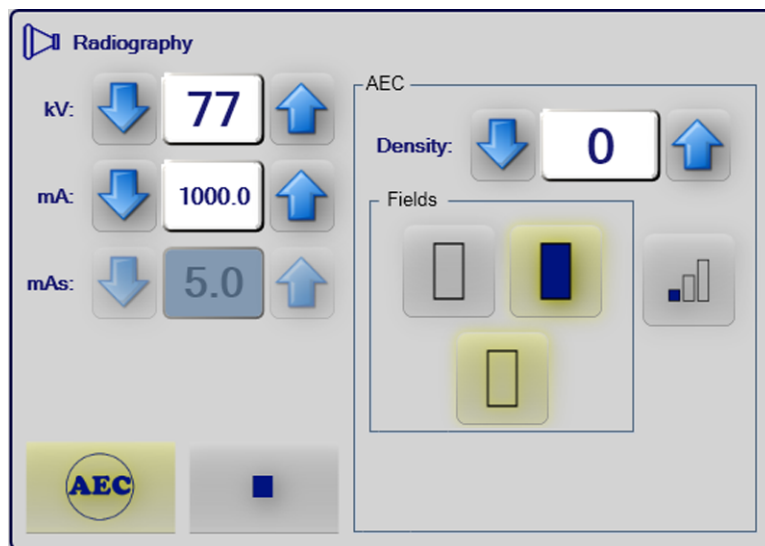 Radiography
kV: 77
mA: 1000.0
mAs: 5.0
AEC
Density: 0
Fields
AEC